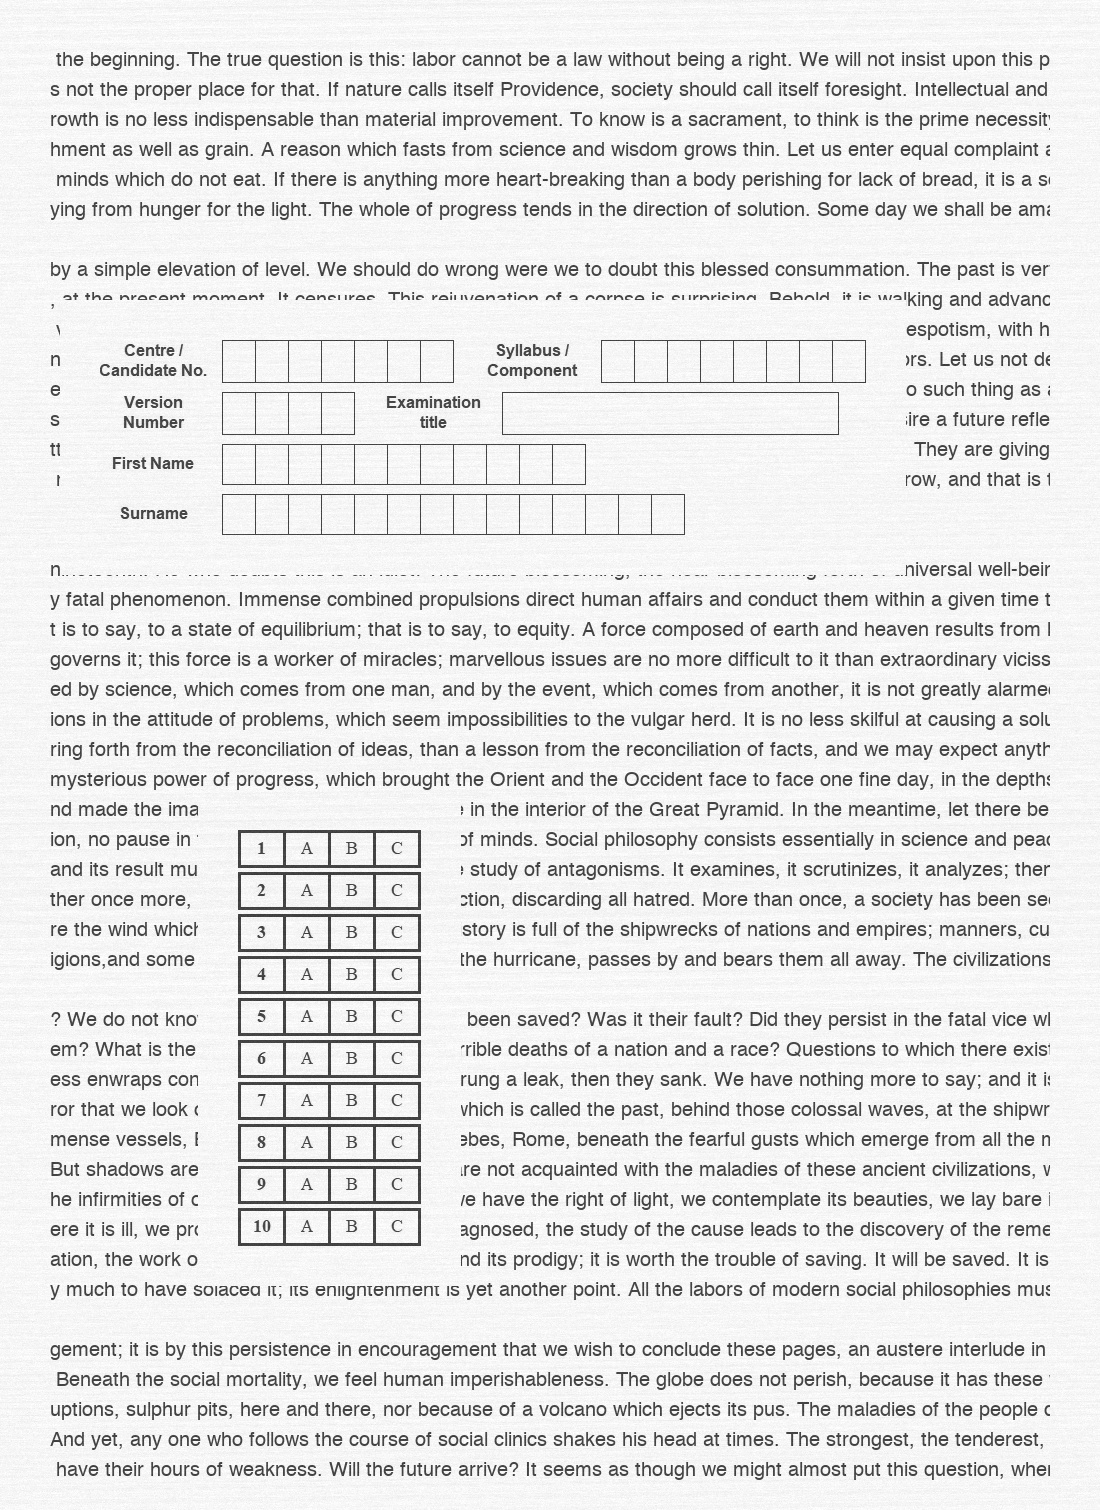 the beginning. The true question is this: labor cannot be a law without being a right. We will not insist upon this p
s not the proper place for that. If nature calls itself Providence, society should call itself foresight. Intellectual and
rowth is no less indispensable than material improvement. To know is a sacrament, to think is the prime necessity
hment as well as grain. A reason which fasts from science and wisdom grows thin. Let us enter equal complaint a
minds which do not eat. If there is anything more heart-breaking than a body perishing for lack of bread, it is a so
ying from hunger for the light. The whole of progress tends in the direction of solution. Some day we shall be ama
by a simple elevation of level. We should do wrong were we to doubt this blessed consummation. The past is ver
, at the present moment. It censures. This rejuvenation of a corpse is surprising. Behold, it is walking and advanc
espotism, with h
Centre /
Candidate No.
Syllabus /
Component
n ors. Let us not de
e o such thing as a
Version
Number
Examination
title
s ire a future refle
tt They are giving
First Name
row, and that is t
Surname
nineteenth. He who doubts this is an idiot. The future blossoming, the near blossoming forth of universal well-bein
y fatal phenomenon. Immense combined propulsions direct human affairs and conduct them within a given time t
t is to say, to a state of equilibrium; that is to say, to equity. A force composed of earth and heaven results from
governs it; this force is a worker of miracles; marvellous issues are no more difficult to it than extraordinary viciss
ed by science, which comes from one man, and by the event, which comes from another, it is not greatly alarmed
ions in the attitude of problems, which seem impossibilities to the vulgar herd. It is no less skilful at causing a solu
ring forth from the reconciliation of ideas, than a lesson from the reconciliation of facts, and we may expect anyth
mysterious power of progress, which brought the Orient and the Occident face to face one fine day, in the depths
nd made the ima e in the interior of the Great Pyramid. In the meantime, let there be
ion, no pause in of minds. Social philosophy consists essentially in science and peac
1 A B C
and its result mu study of antagonisms. It examines, it scrutinizes, it analyzes; then
2 A B C
ther once more, ction, discarding all hatred. More than once, a society has been see
re the wind which story is full of the shipwrecks of nations and empires; manners, cu
3 A B C
igions,and some the hurricane, passes by and bears them all away. The civilizations
4 A B C
? We do not know been saved? Was it their fault? Did they persist in the fatal vice wh
5 A B C
em? What is the rrible deaths of a nation and a race? Questions to which there exist
6 A B C
ess enwraps con rung a leak, then they sank. We have nothing more to say; and it is
7 A B C
ror that we look which is called the past, behind those colossal waves, at the shipwr
mense vessels, ebes, Rome, beneath the fearful gusts which emerge from all the m
8 A B C
But shadows are are not acquainted with the maladies of these ancient civilizations, w
9 A B C
he infirmities of we have the right of light, we contemplate its beauties, we lay bare
ere it is ill, we pro agnosed, the study of the cause leads to the discovery of the reme
10 A B C
ation, the work o nd its prodigy; it is worth the trouble of saving. It will be saved. It is
y much to have solaced it; its enlightenment is yet another point. All the labors of modern social philosophies mus
gement; it is by this persistence in encouragement that we wish to conclude these pages, an austere interlude in
Beneath the social mortality, we feel human imperishableness. The globe does not perish, because it has these
uptions, sulphur pits, here and there, nor because of a volcano which ejects its pus. The maladies of the people
And yet, any one who follows the course of social clinics shakes his head at times. The strongest, the tenderest,
have their hours of weakness. Will the future arrive? It seems as though we might almost put this question, when